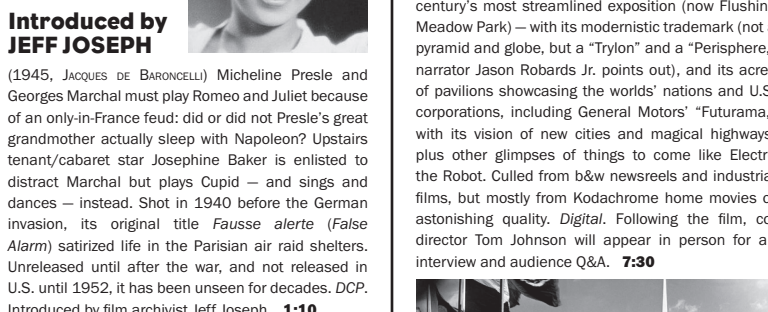 Introduced by
JEFF JOSEPH
(1945, JACQUES DE BARONCELLI) Micheline Presle and
Georges Marchal must play Romeo and Juliet because
of an only-in-France feud: did or did not Presle's great
grandmother actually sleep with Napoleon? Upstairs
tenant/cabaret star Josephine Baker is enlisted to
distract Marchal but plays Cupid — and sings and
dances — instead. Shot in 1940 before the German
invasion, its original title Fausse alerte (False
Alarm) satirized life in the Parisian air raid shelters.
Unreleased until after the war, and not released in
U.S. until 1952, it has been unseen for decades. DCP.
Introduced by film archivist Jeff Joseph. 1:10
century's most streamlined exposition (now Flushin
Meadow Park) — with its modernistic trademark (not
pyramid and globe, but a “Trylon” and a “Perisphere,
narrator Jason Robards Jr. points out), and its acre
of pavilions showcasing the worlds' nations and U.S
corporations, including General Motors' “Futurama,
with its vision of new cities and magical highways
plus other glimpses of things to come like Electr
the Robot. Culled from b&w newsreels and industria
films, but mostly from Kodachrome home movies o
astonishing quality. Digital. Following the film, co
director Tom Johnson will appear in person for a
interview and audience Q&A. 7:30